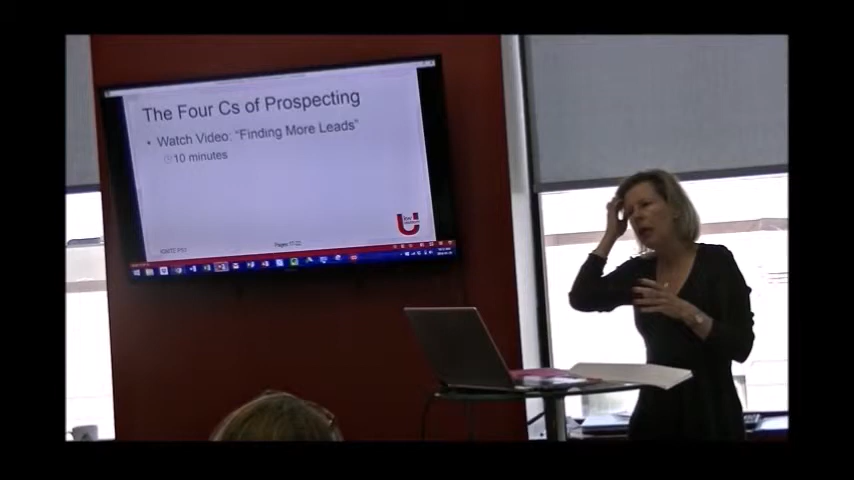 The Four Cs of Prospecting
• Watch Video: "Finding More Leads"
10 minutes